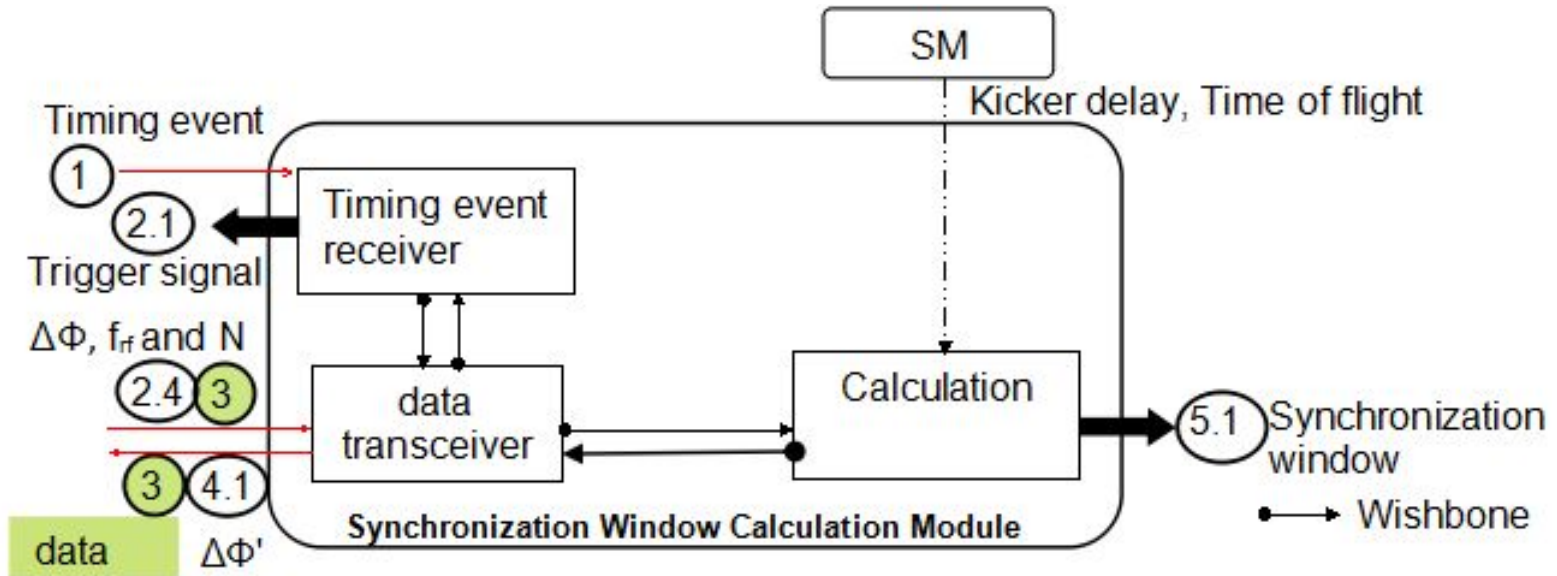 SM
Kicker delay, Time of flight
Timing event
1
2.1
Trigger signal
Timing event
receiver
ΔΦ, frf and N
2.4 3
data
transceiver
Calculation
5.1
Synchronization
window
3 4.1
data
ΔΦ'
Synchronization Window Calculation Module
Wishbone